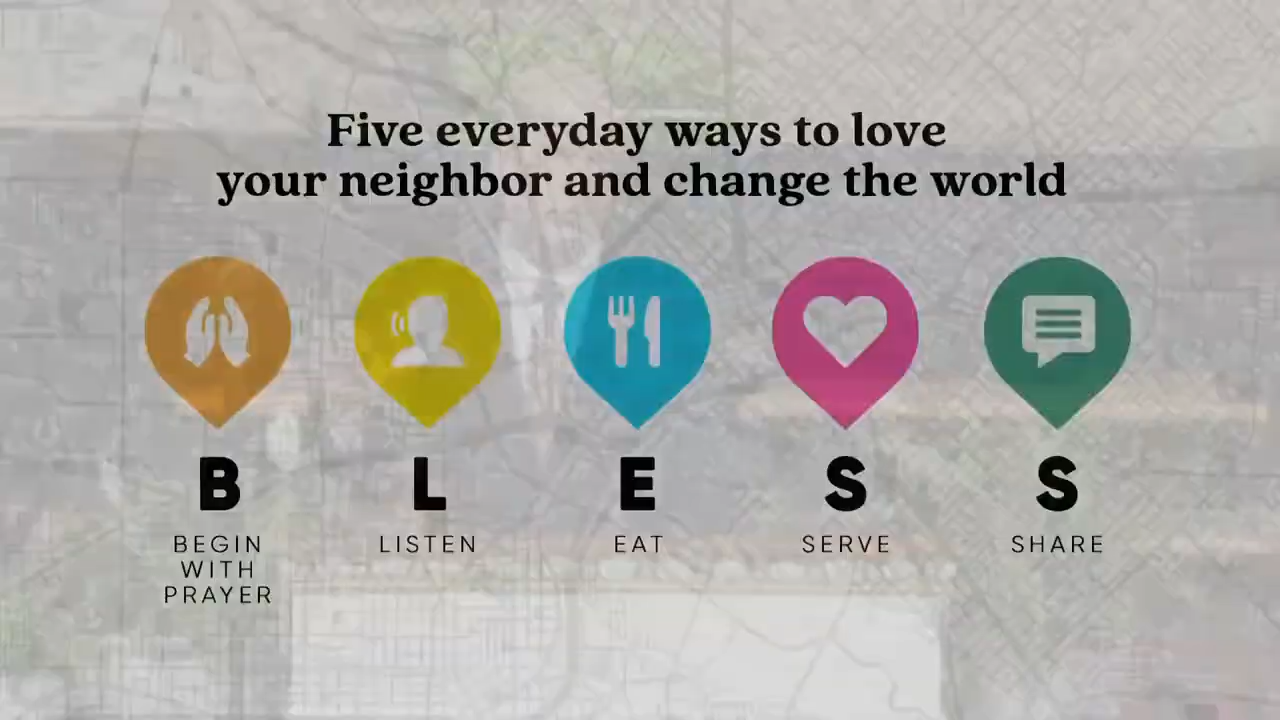 Five everyday ways to love
your neighbor and change the world
B L E S S
BEGIN WITH PRAYER
LISTEN
EAT
SERVE
SHARE